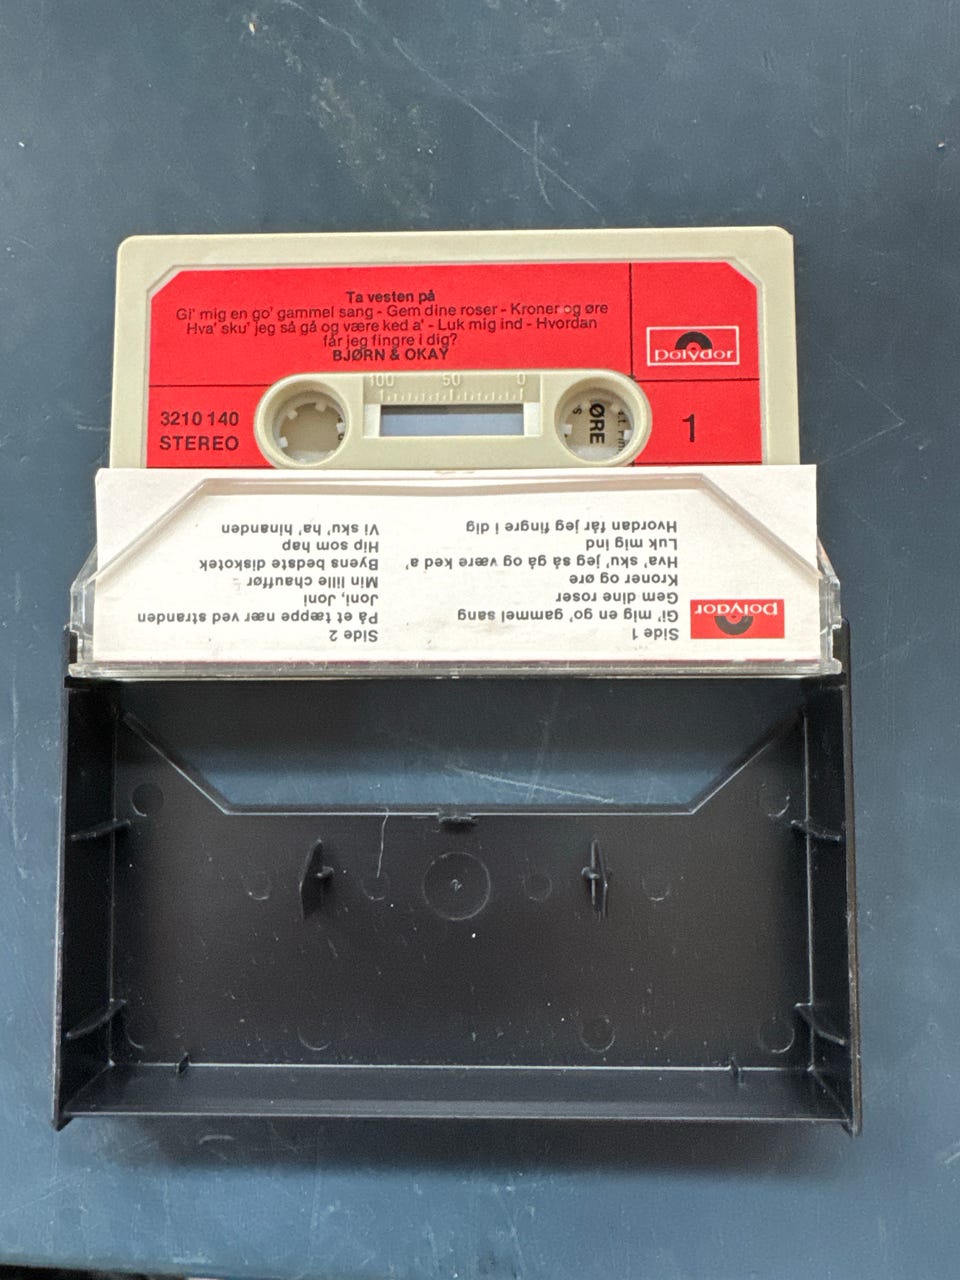 Ta vesten på
Gi' mig en go' gammel sang - Gem dine roser - Kroner og øre
Hva' sku' jeg så gå og være ked a' - Luk mig ind - Hvordan
får jeg fingre i dig?
BJØRN & OKAY
polydor
3210 140
STEREO
100 50 0
ØRE
1
polydor
Side 1
Gi' mig en go' gammel sang
Gem dine roser
Kroner og øre
Hva' sku' jeg så gå og være ked a'
Luk mig ind
Hvordan får jeg fingre i dig
Side 2
På et tæppe nær ved stranden
Joni, Joni
Min lille chauffør
Byens bedste diskotek
Hip som hap
Vi sku' ha' hinanden